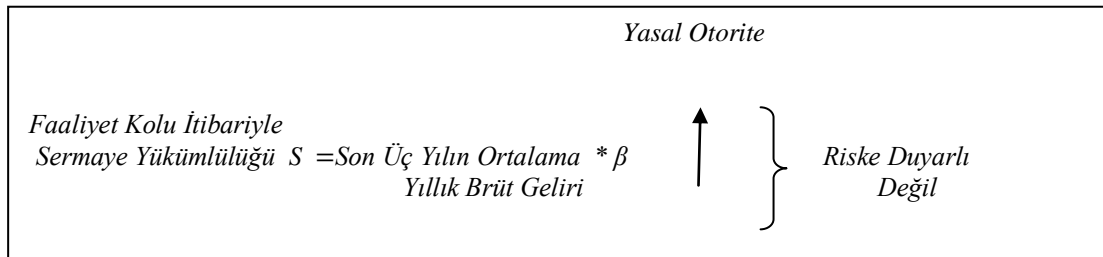 Yasal Otorite
Faaliyet Kolu İtibariyle
Sermaye Yükümlülüğü S =Son Üç Yılın Ortalama * β
Yıllık Brüt Geliri
Riske Duyarlı
Değil